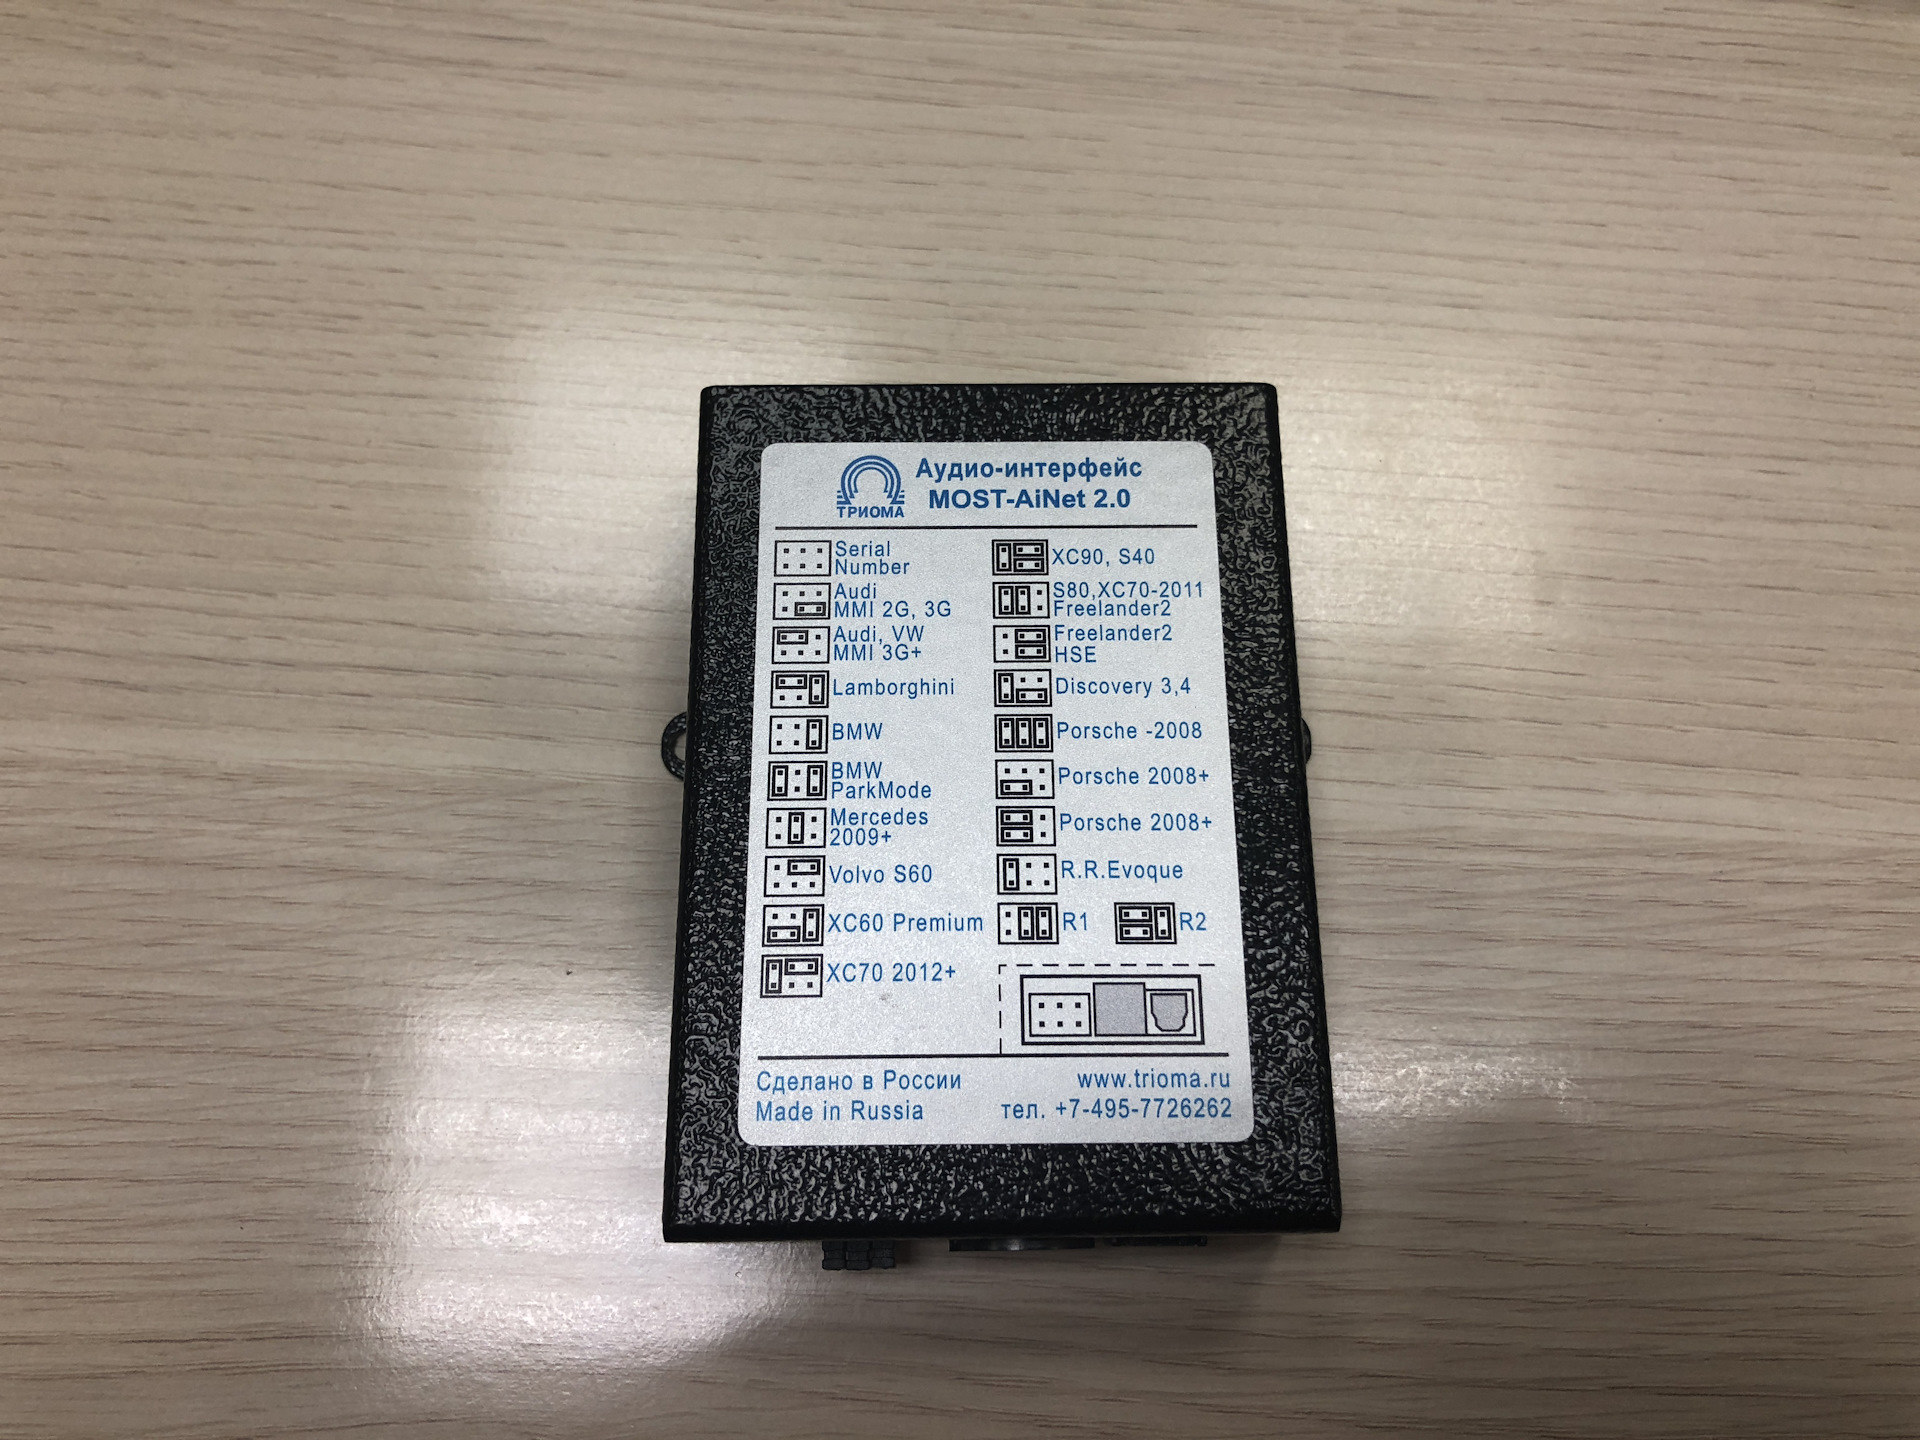 ТРИОМА
Аудио-интерфейс
MOST-AiNet 2.0
Serial
Number
Audi
MMI 2G, 3G
Audi, VW
MMI 3G+
Lamborghini
BMW
BMW
ParkMode
Mercedes
2009+
Volvo S60
XC60 Premium
XC70 2012+
XC90, S40
S80,XC70-2011
Freelander2
Freelander2
HSE
Discovery 3,4
Porsche -2008
Porsche 2008+
Porsche 2008+
R.R.Evoque
R1
R2
Сделано в России
Made in Russia
www.trioma.ru
тел. +7-495-7726262